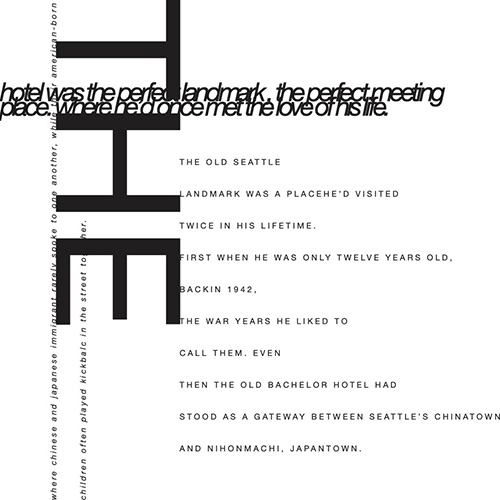 THE
hotel was the perfect landmark. the perfect meeting
place. where he'd once met the love of his life.
THE OLD SEATTLE
LANDMARK WAS A PLACEHE'D VISITED
TWICE IN HIS LIFETIME.
FIRST WHEN HE WAS ONLY TWELVE YEARS OLD,
BACKIN 1942,
THE WAR YEARS HE LIKED TO
CALL THEM. EVEN
THEN THE OLD BACHELOR HOTEL HAD
STOOD AS A GATEWAY BETWEEN SEATTLE'S CHINATOWN
AND NIHONMACHI, JAPANTOWN.
where chinese and japanese immigrant rarely spoke to one another, while their american-born
children often played kickbalc in the street together.